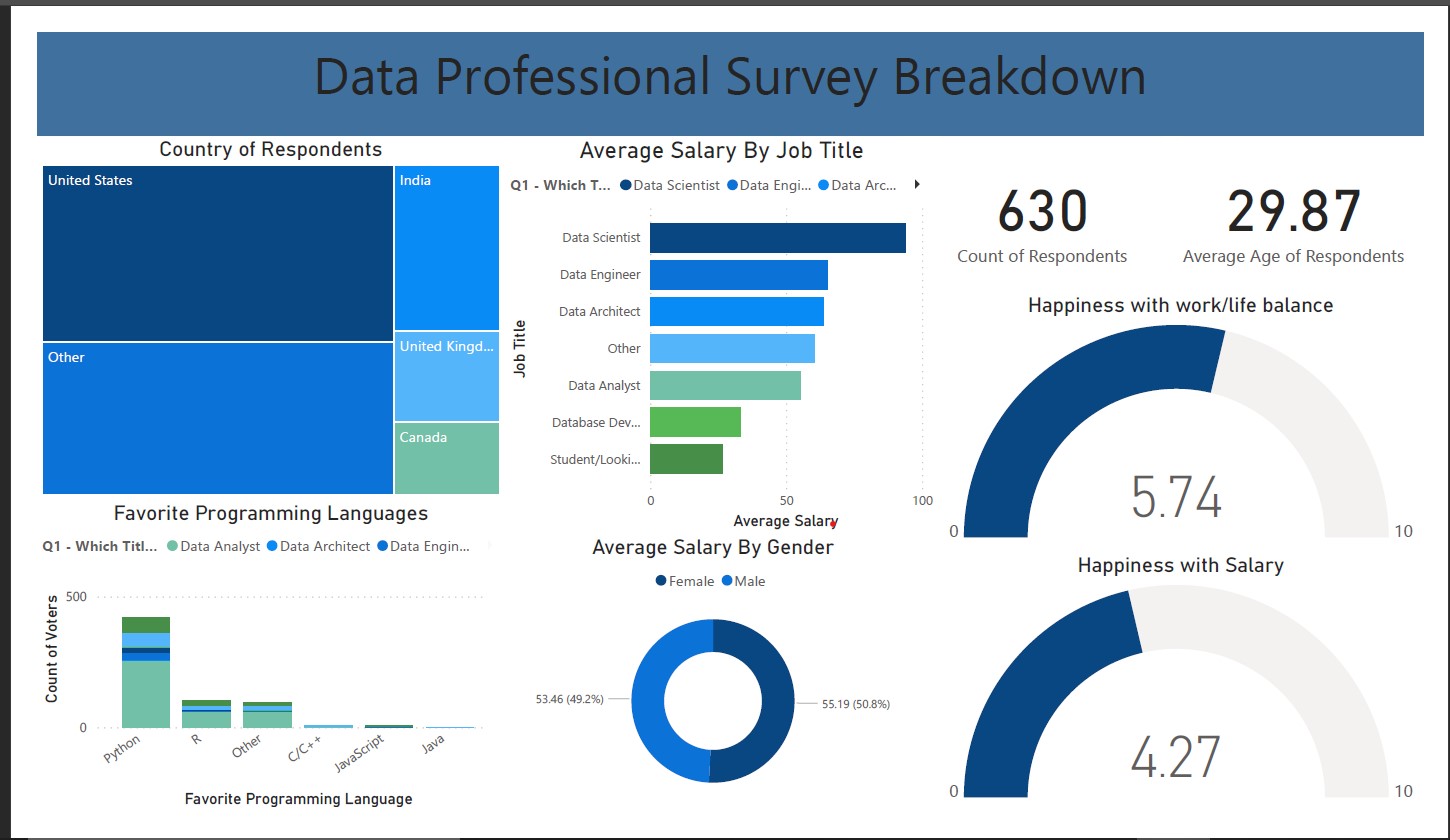 Data Professional Survey Breakdown
Country of Respondents
United States
India
Other
United Kingd...
Canada
Average Salary By Job Title
Q1 - Which T... Data Scientist Data Engi... Data Arc...
Job Title
Data Scientist
Data Engineer
Data Architect
Other
Data Analyst
Database Dev...
Student/Looki...
0 50 100
Average Salary
630
Count of Respondents
29.87
Average Age of Respondents
Happiness with work/life balance
5.74
0 10
Favorite Programming Languages
Q1 - Which Titl... Data Analyst Data Architect Data Engin...
Count of Voters
500
0
Python R Other C/C++ JavaScript Java
Favorite Programming Language
Average Salary By Gender
Female Male
53.46 (49.2%)
55.19 (50.8%)
Happiness with Salary
4.27
0 10